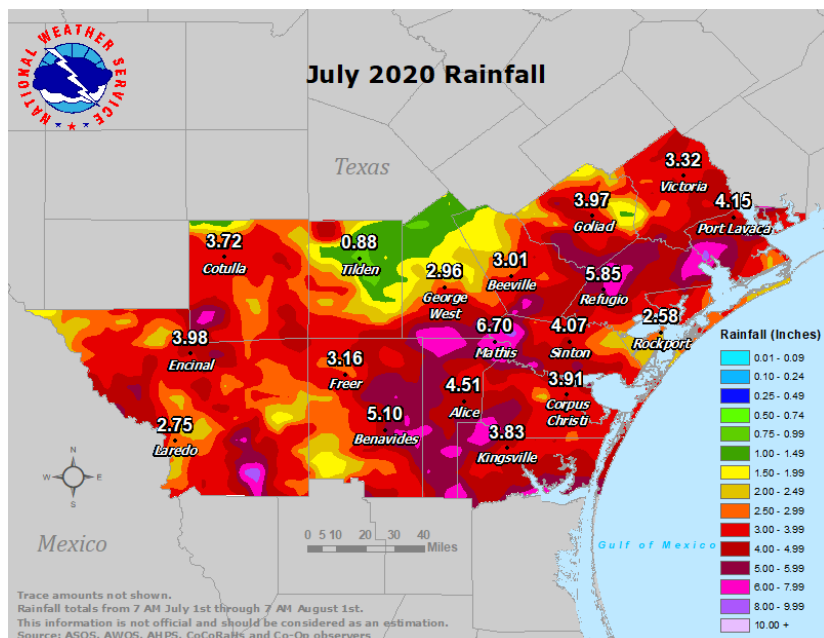 NATIONAL WEATHER SERVICE
July 2020 Rainfall
Texas
3.32
Victoria
3.97
Goliad
4.15
Port Lavaca
3.72
Cotulla
0.88
Tilden
2.96
George
West
3.01
Beeville
5.85
Refugio
3.98
Encinal
6.70
Mathis
4.07
Sinton
2.58
Rockport
3.16
Freer
4.51
Alice
3.91
Corpus
Christi
2.75
Laredo
5.10
Benavides
3.83
Kingsville
Rainfall (Inches)
0.01 - 0.09
0.10 - 0.24
0.25 - 0.49
0.50 - 0.74
0.75 - 0.99
1.00 - 1.49
1.50 - 1.99
2.00 - 2.49
2.50 - 2.99
3.00 - 3.99
4.00 - 4.99
5.00 - 5.99
6.00 - 7.99
8.00 - 9.99
10.00 +
N
W
E
S
0 5 10 20 30 40
Miles
Mexico
Gulf of Mexico
Trace amounts not shown.
Rainfall totals from 7 AM July 1st through 7 AM August 1st.
This information is not official and should be considered as an estimation.
Source: ASOS, AWOS, AHPS, CoCoRaHs and Co-Op observers